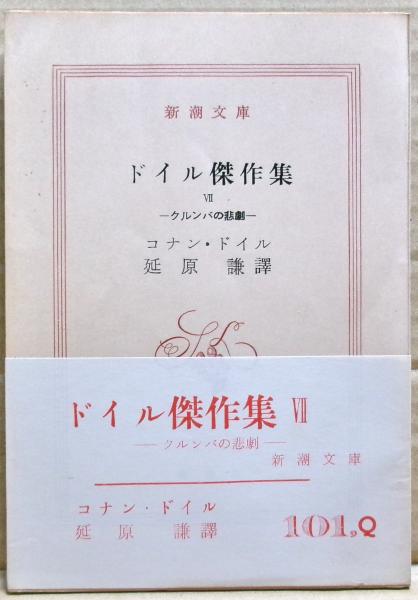 新潮文庫
ドイル傑作集
Ⅶ
―クルンバの悲劇―
コナン・ドイル
延原 謙譯
ドイル傑作集 Ⅶ
―クルンバの悲劇―
新潮文庫
コナン・ドイル
延原 謙譯
101,Q